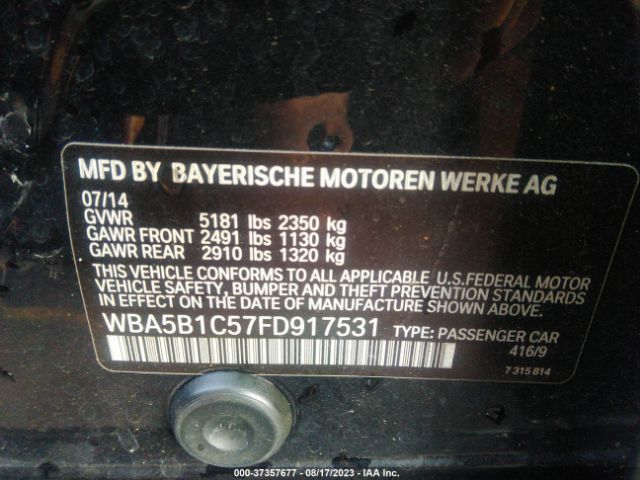 MFD BY BAYERISCHE MOTOREN WERKE AG
07/14
GVWR 5181 lbs 2350 kg
GAWR FRONT 2491 lbs 1130 kg
GAWR REAR 2910 lbs 1320 kg
THIS VEHICLE CONFORMS TO ALL APPLICABLE U.S.FEDERAL MOTOR
VEHICLE SAFETY, BUMPER AND THEFT PREVENTION STANDARDS
IN EFFECT ON THE DATE OF MANUFACTURE SHOWN ABOVE.
WBA5B1C57FD917531 TYPE: PASSENGER CAR
416/9
7 315 814
000-37357677 - 08/17/2023 - IAA Inc.